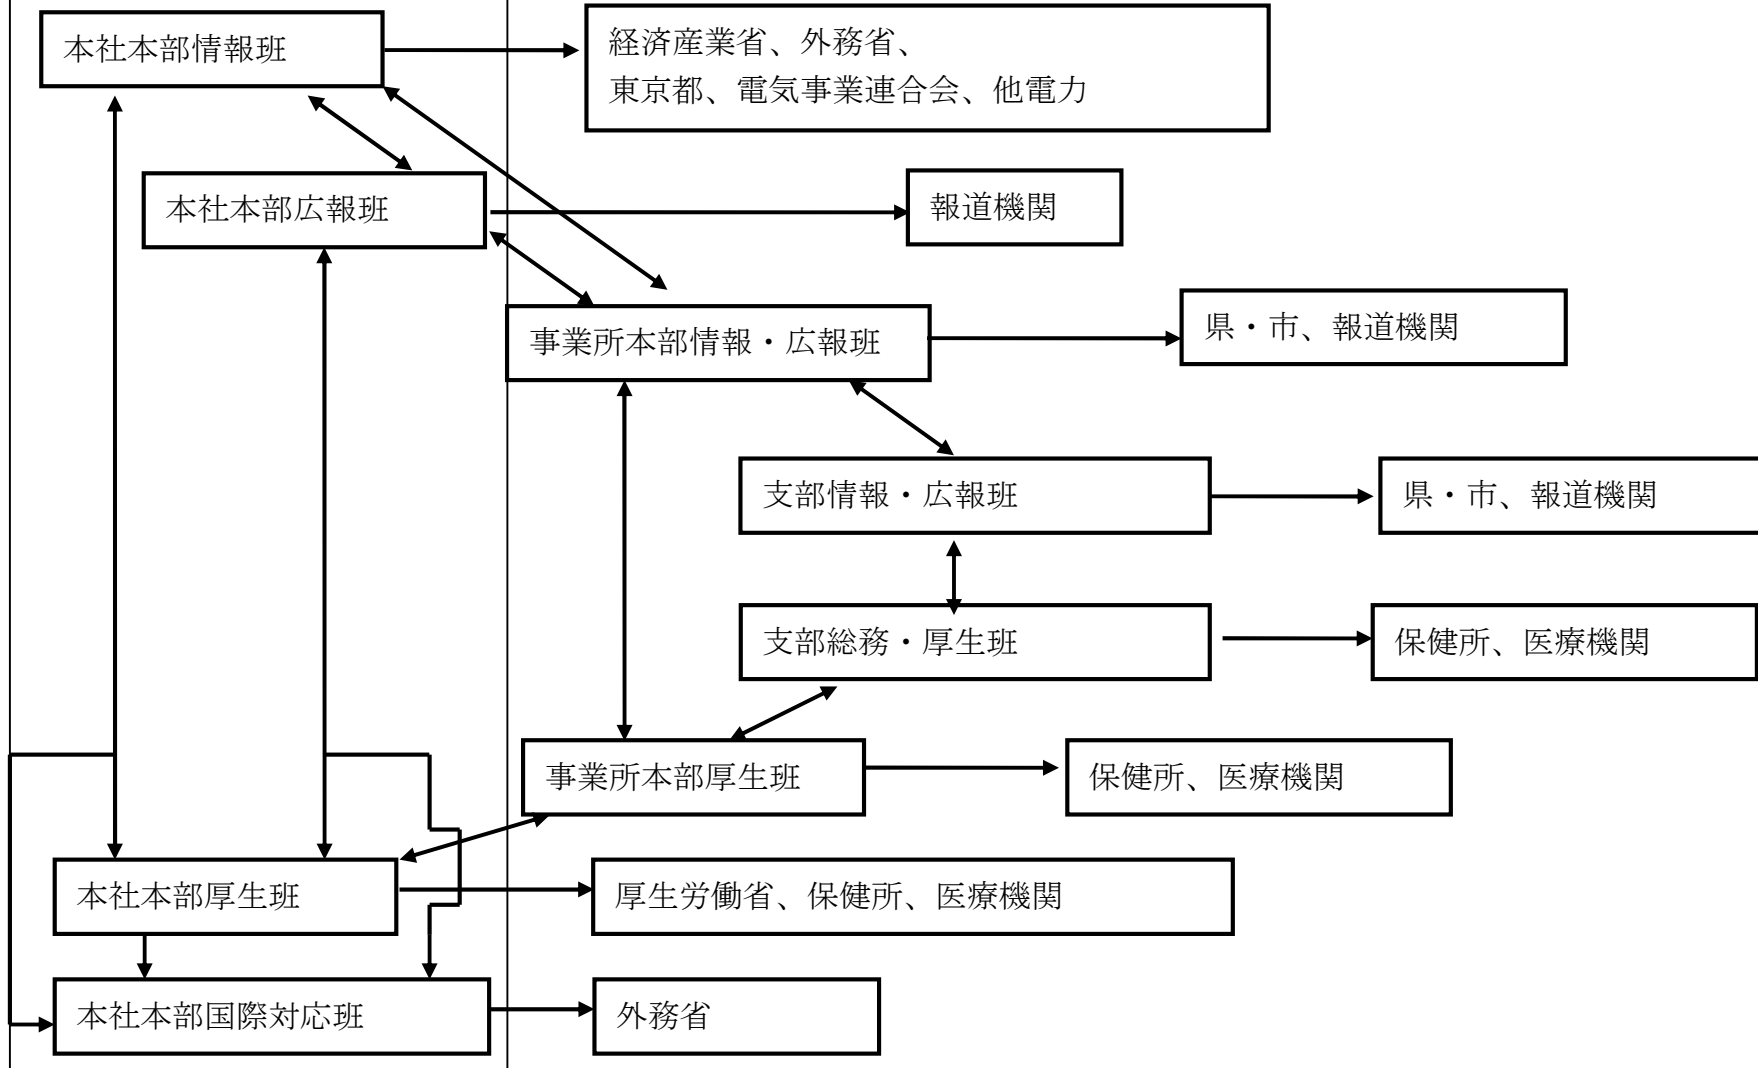 本社本部情報班
経済産業省、外務省、
東京都、電気事業連合会、他電力
本社本部広報班
報道機関
事業所本部情報・広報班
県・市、報道機関
支部情報・広報班
県・市、報道機関
支部総務・厚生班
保健所、医療機関
事業所本部厚生班
保健所、医療機関
本社本部厚生班
厚生労働省、保健所、医療機関
本社本部国際対応班
外務省